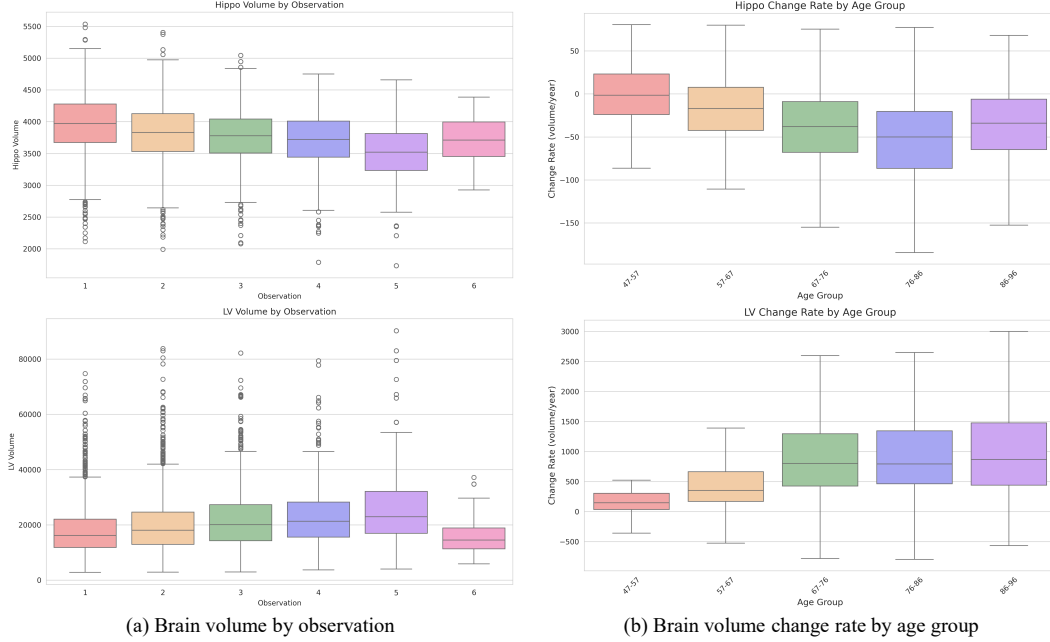 Hippo Volume by Observation
5500
5000
4500
4000
3500
3000
2500
2000
Hippo Volume
1 2 3 4 5 6
Observation
LV Volume by Observation
80000
60000
40000
20000
0
LV Volume
1 2 3 4 5 6
Observation
(a) Brain volume by observation
Hippo Change Rate by Age Group
50
0
−50
−100
−150
Change Rate (volume/year)
47-57 57-67 67-76 76-86 86-96
Age Group
LV Change Rate by Age Group
3000
2500
2000
1500
1000
500
0
−500
Change Rate (volume/year)
47-57 57-67 67-76 76-86 86-96
Age Group
(b) Brain volume change rate by age group